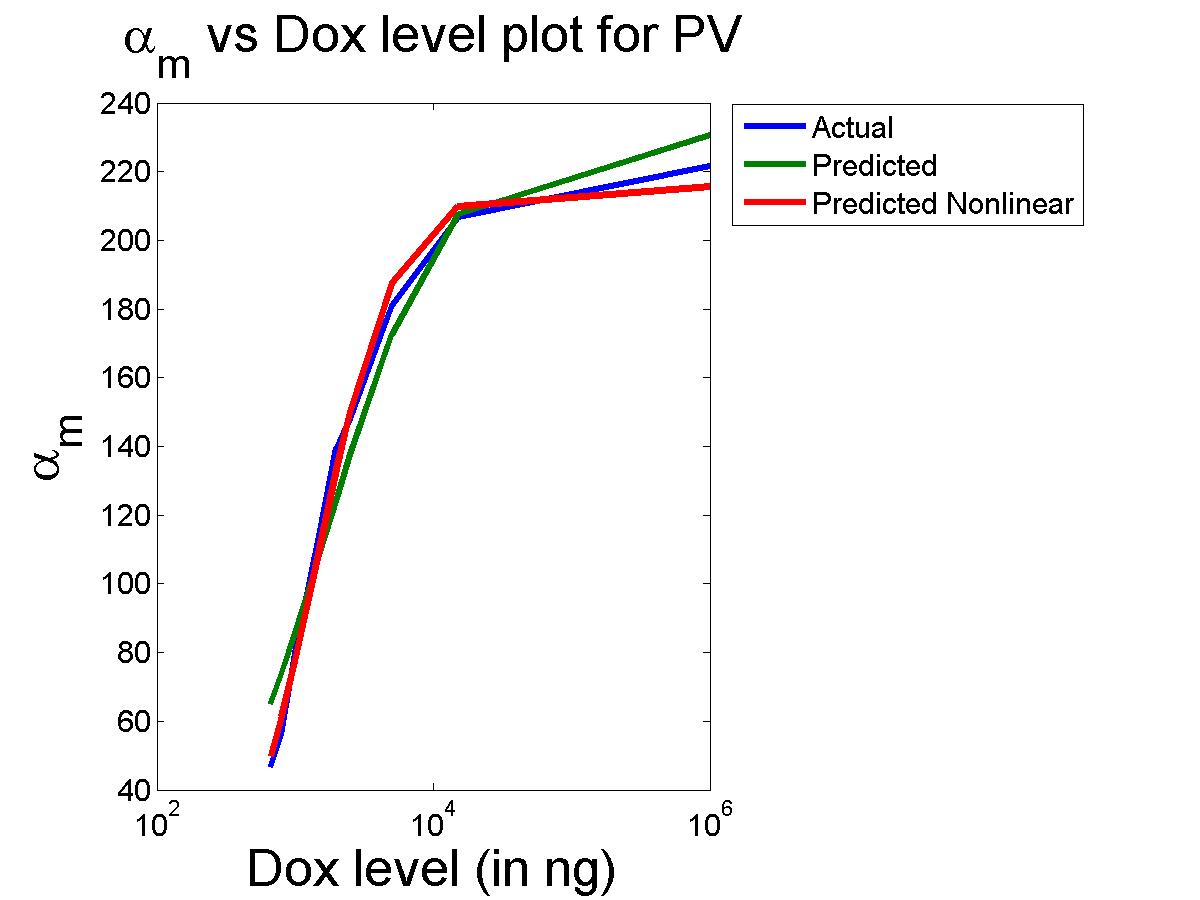 αm vs Dox level plot for PV
240
220
200
180
160
140
120
100
80
60
40
αm
10^2
10^4
10^6
Dox level (in ng)
Actual
Predicted
Predicted Nonlinear